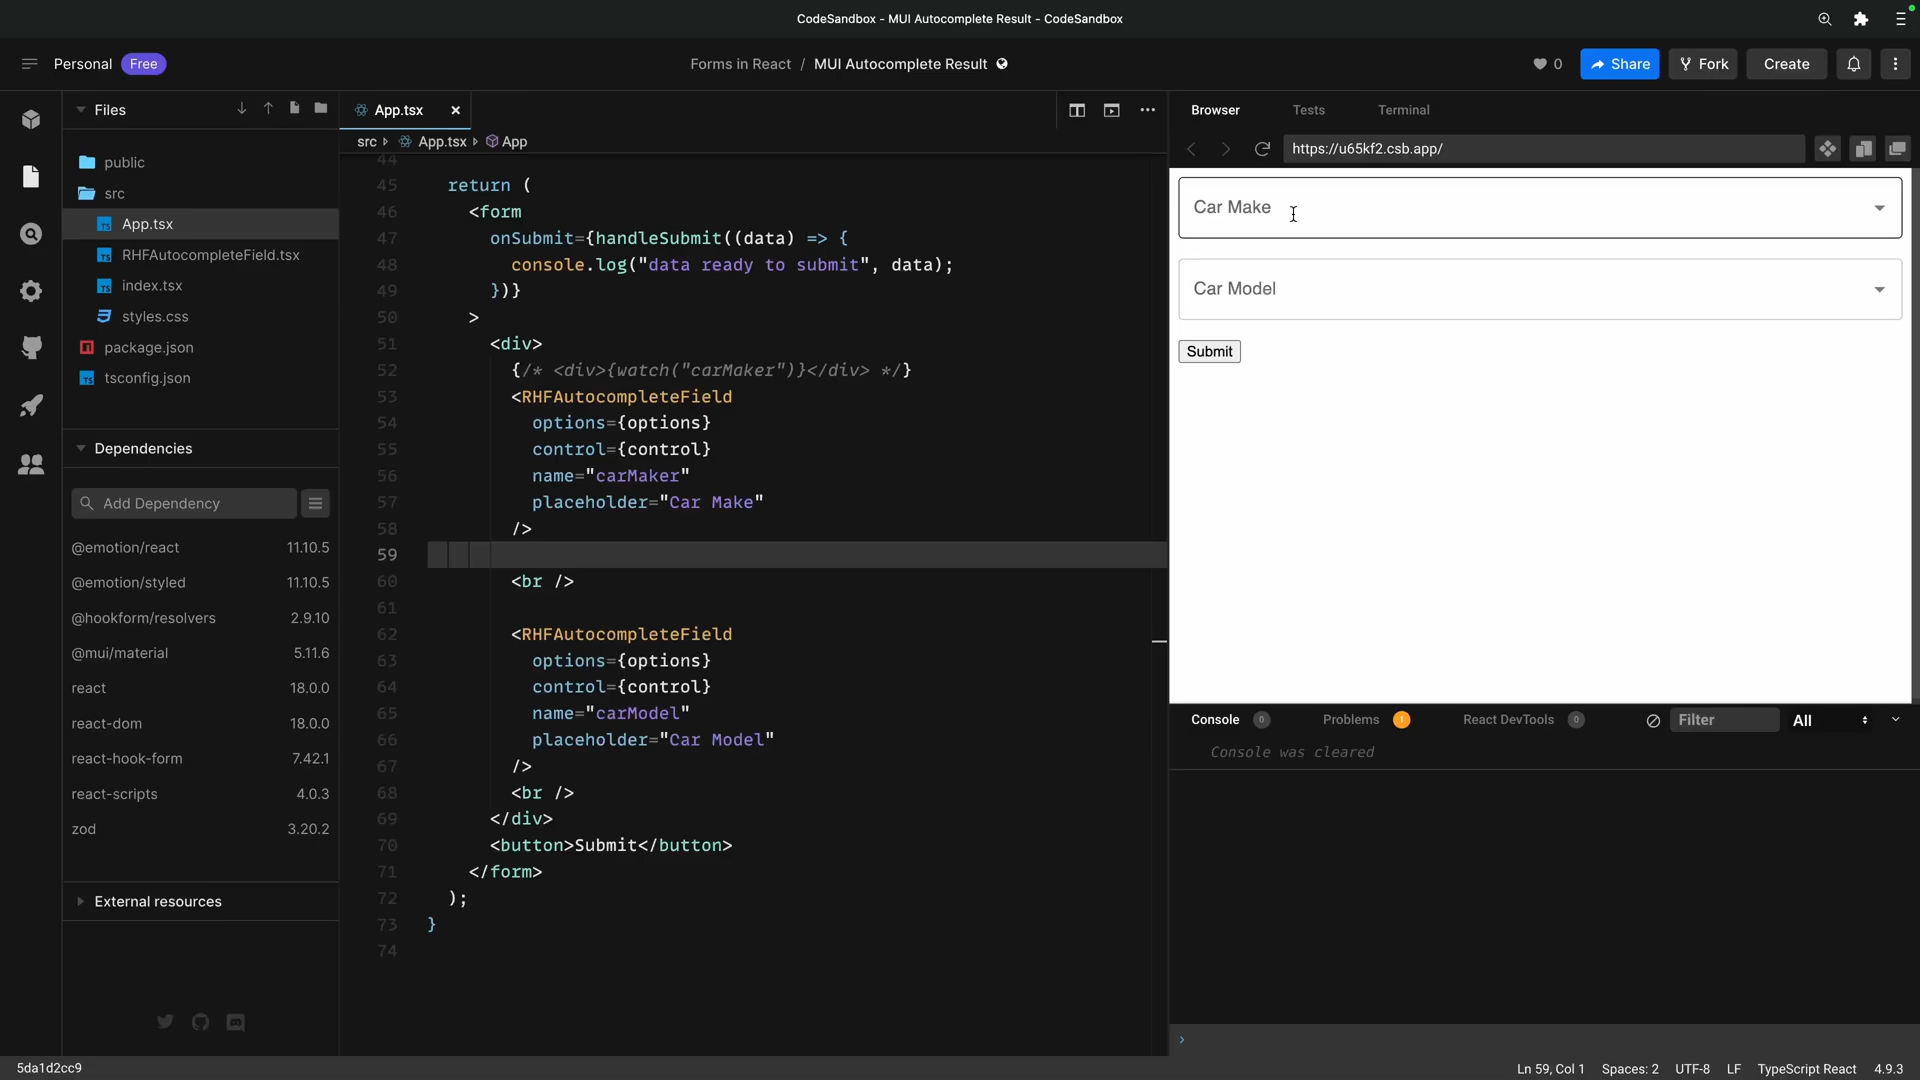 CodeSandbox - MUI Autocomplete Result - CodeSandbox
Personal Free
Forms in React / MUI Autocomplete Result
0 Share Fork Create
Files
public
src
App.tsx
RHFAutocompleteField.tsx
index.tsx
styles.css
package.json
tsconfig.json
Dependencies
Add Dependency
@emotion/react 11.10.5
@emotion/styled 11.10.5
@hookform/resolvers 2.9.10
@mui/material 5.11.6
react 18.0.0
react-dom 18.0.0
react-hook-form 7.42.1
react-scripts 4.0.3
zod 3.20.2
External resources
App.tsx
src App.tsx App
44
45 return (
46 <form
47 onSubmit={handleSubmit((data) => {
48 console.log("data ready to submit", data);
49 })}
50 >
51 <div>
52 {/* <div>{watch("carMaker")}</div> */}
53 <RHFAutocompleteField
54 options={options}
55 control={control}
56 name="carMaker"
57 placeholder="Car Make"
58 />
59
60 <br />
61
62 <RHFAutocompleteField
63 options={options}
64 control={control}
65 name="carModel"
66 placeholder="Car Model"
67 />
68 <br />
69 </div>
70 <button>Submit</button>
71 </form>
72 );
73 }
74
Browser Tests Terminal
https://u65kf2.csb.app/
Car Make
Car Model
Submit
Console 0 Problems 1 React DevTools 0 Filter All
Console was cleared
5da1d2cc9
Ln 59, Col 1 Spaces: 2 UTF-8 LF TypeScript React 4.9.3